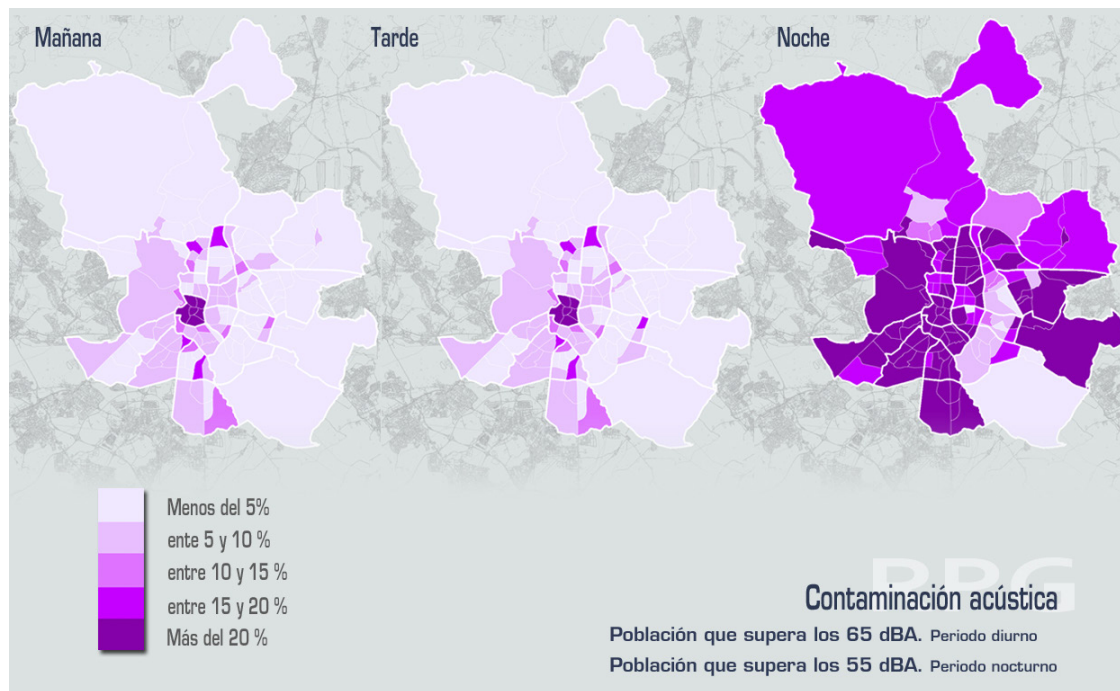 Mañana
Tarde
Noche
Menos del 5%
ente 5 y 10 %
entre 10 y 15 %
entre 15 y 20 %
Más del 20 %
PPG
Contaminación acústica
Población que supera los 65 dBA. Periodo diurno
Población que supera los 55 dBA. Periodo nocturno